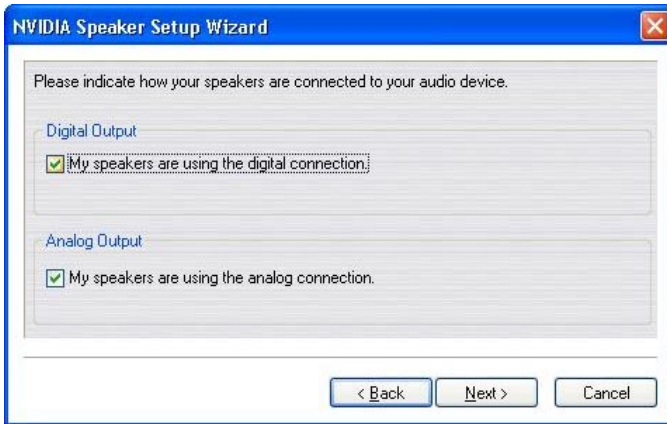 NVIDIA Speaker Setup Wizard
Please indicate how your speakers are connected to your audio device.
Digital Output
My speakers are using the digital connection.
Analog Output
My speakers are using the analog connection.
< Back
Next >
Cancel